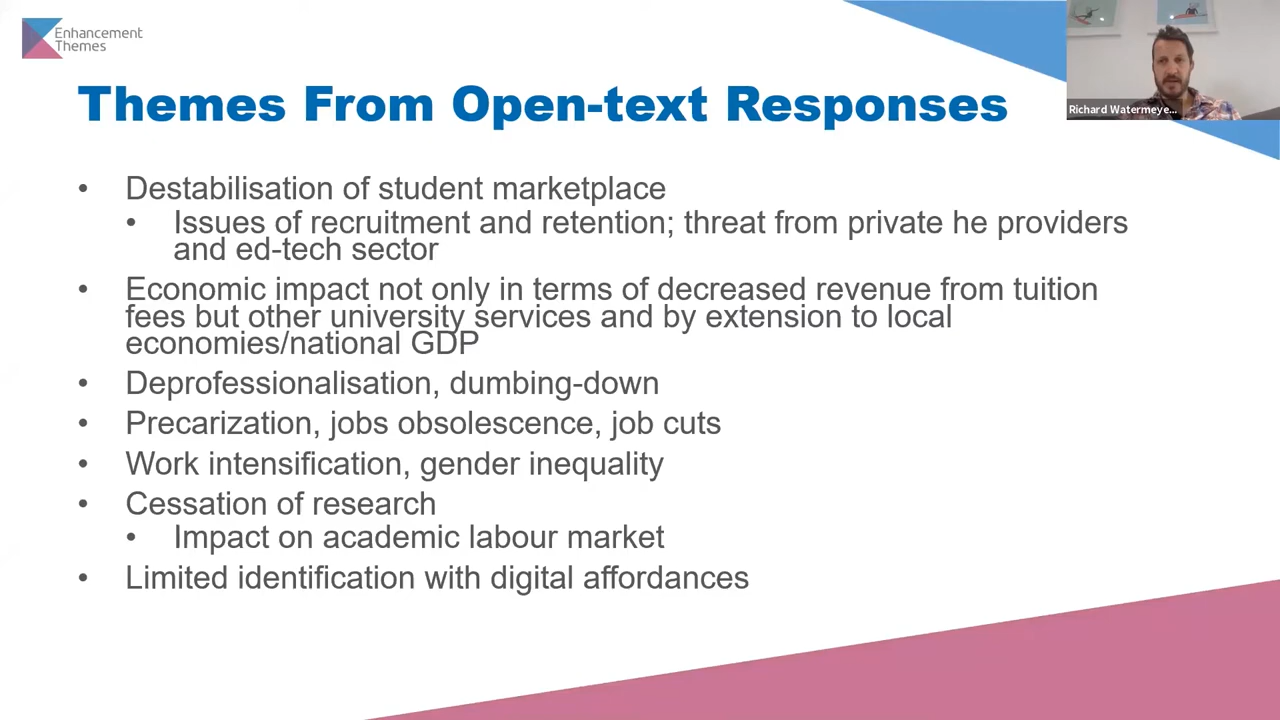 Enhancement
Themes
Richard Watermeye...
Themes From Open-text Responses
• Destabilisation of student marketplace
• Issues of recruitment and retention; threat from private he providers
and ed-tech sector
• Economic impact not only in terms of decreased revenue from tuition
fees but other university services and by extension to local
economies/national GDP
• Deprofessionalisation, dumbing-down
• Precarization, jobs obsolescence, job cuts
• Work intensification, gender inequality
• Cessation of research
• Impact on academic labour market
• Limited identification with digital affordances